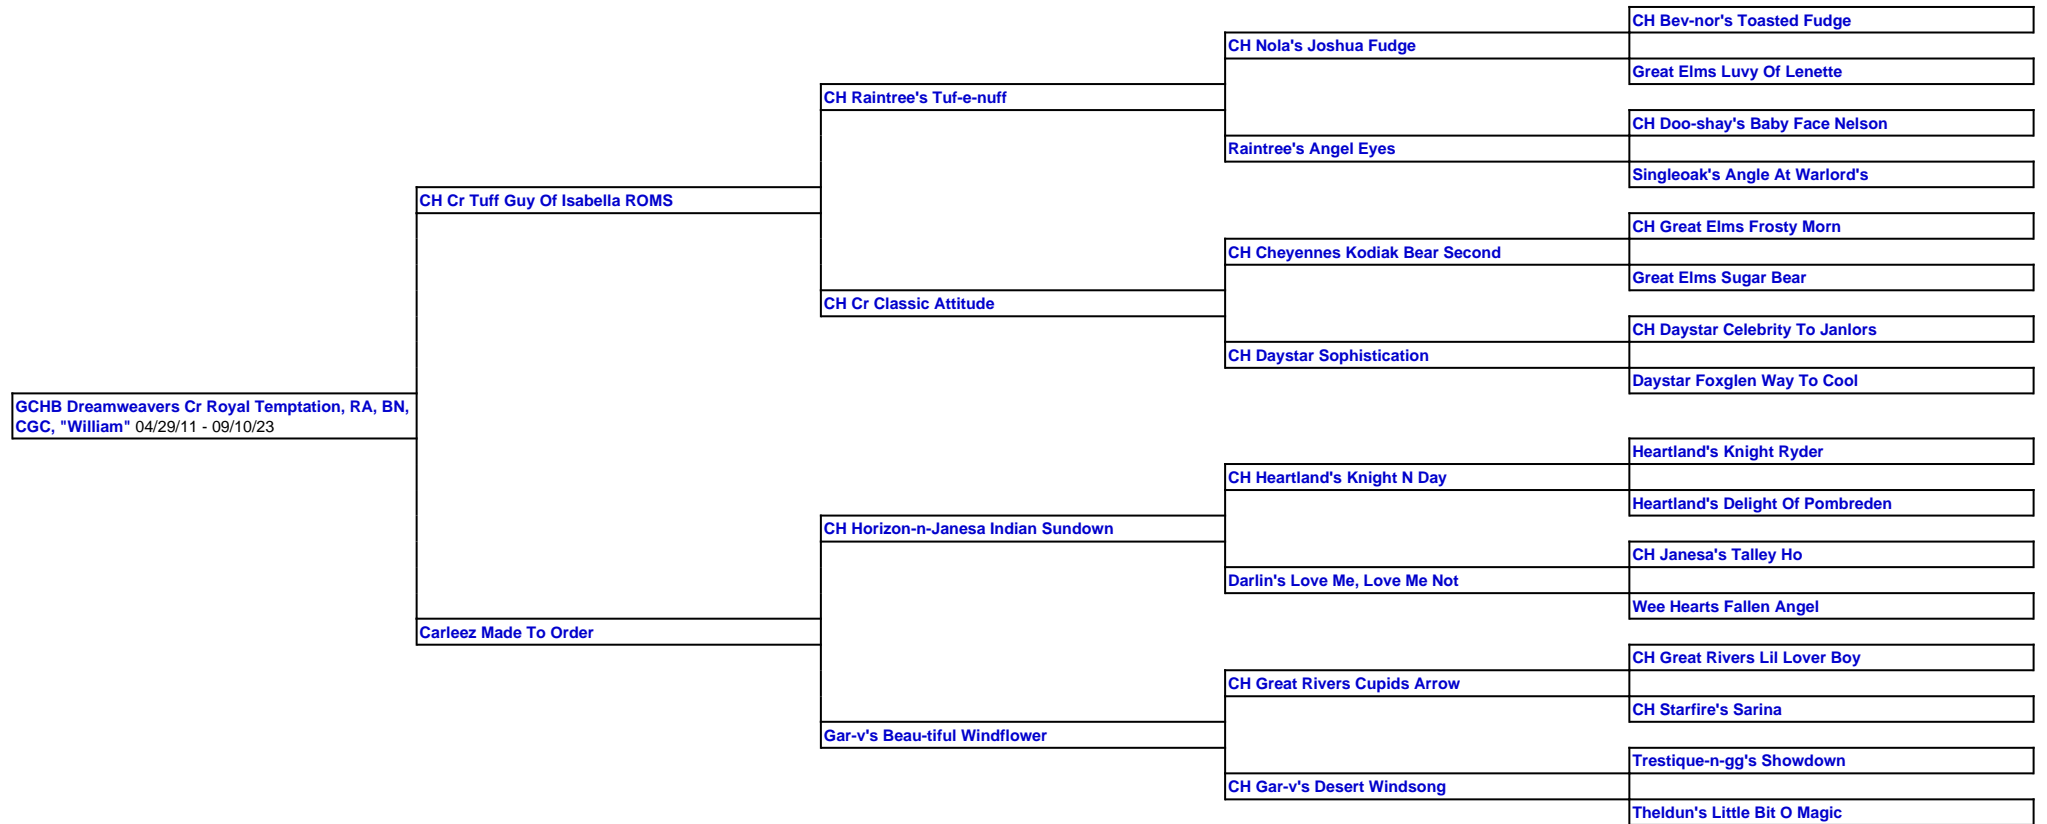 CH Bev-nor's Toasted Fudge
CH Nola's Joshua Fudge
Great Elms Luvy Of Lenette
CH Raintree's Tuf-e-nuff
CH Doo-shay's Baby Face Nelson
Raintree's Angel Eyes
Singleoak's Angle At Warlord's
CH Cr Tuff Guy Of Isabella ROMS
CH Great Elms Frosty Morn
CH Cheyennes Kodiak Bear Second
Great Elms Sugar Bear
CH Cr Classic Attitude
CH Daystar Celebrity To Janlors
CH Daystar Sophistication
Daystar Foxglen Way To Cool
GCHB Dreamweavers Cr Royal Temptation, RA, BN,
CGC, "William" 04/29/11 - 09/10/23
Heartland's Knight Ryder
CH Heartland's Knight N Day
Heartland's Delight Of Pombreden
CH Horizon-n-Janesa Indian Sundown
CH Janesa's Talley Ho
Darlin's Love Me, Love Me Not
Wee Hearts Fallen Angel
Carleez Made To Order
CH Great Rivers Lil Lover Boy
CH Great Rivers Cupids Arrow
CH Starfire's Sarina
Gar-v's Beau-tiful Windflower
Trestique-n-gg's Showdown
CH Gar-v's Desert Windsong
Theldun's Little Bit O Magic